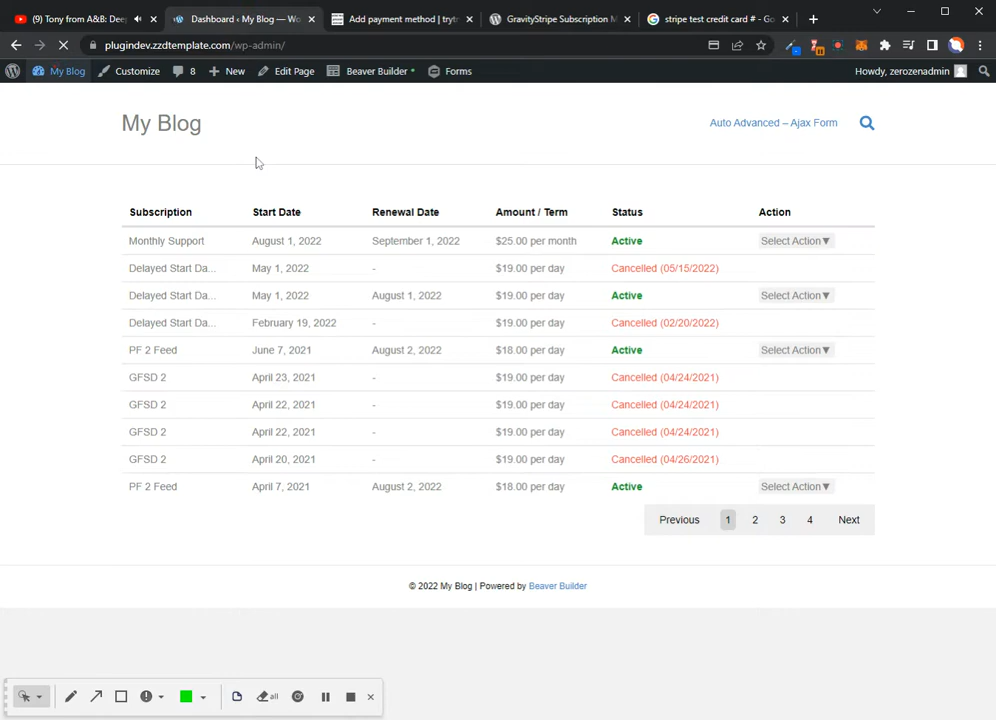 (9) Tony from A&B: Dee
Dashboard ‹ My Blog — Wo
Add payment method | tryt
GravityStripe Subscription M
stripe test credit card # - Go
plugindev.zzdtemplate.com/wp-admin/
My Blog
Customize
8
New
Edit Page
Beaver Builder
Forms
Howdy, zerozenadmin
My Blog
Auto Advanced – Ajax Form
Subscription Start Date Renewal Date Amount / Term Status Action
Monthly Support August 1, 2022 September 1, 2022 $25.00 per month Active Select Action▼
Delayed Start Da... May 1, 2022 - $19.00 per day Cancelled (05/15/2022)
Delayed Start Da... May 1, 2022 August 1, 2022 $19.00 per day Active Select Action▼
Delayed Start Da... February 19, 2022 - $19.00 per day Cancelled (02/20/2022)
PF 2 Feed June 7, 2021 August 2, 2022 $18.00 per day Active Select Action▼
GFSD 2 April 23, 2021 - $19.00 per day Cancelled (04/24/2021)
GFSD 2 April 22, 2021 - $19.00 per day Cancelled (04/24/2021)
GFSD 2 April 22, 2021 - $19.00 per day Cancelled (04/24/2021)
GFSD 2 April 20, 2021 - $19.00 per day Cancelled (04/26/2021)
PF 2 Feed April 7, 2021 August 2, 2022 $18.00 per day Active Select Action▼
Previous 1 2 3 4 Next
© 2022 My Blog | Powered by Beaver Builder
all